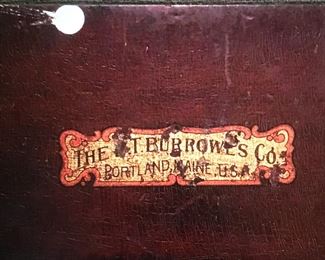 THE E.T. BURROWES Co.
PORTLAND, MAINE, U.S.A.